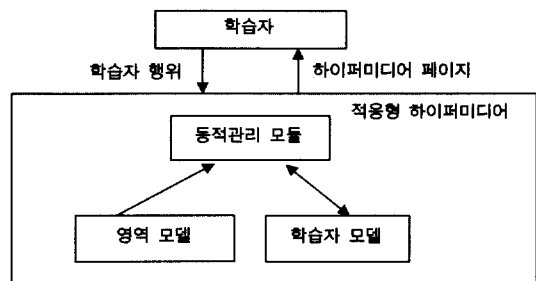 학습자
학습자 행위
하이퍼미디어 페이지
적응형 하이퍼미디어
동적관리 모듈
영역 모델
학습자 모델